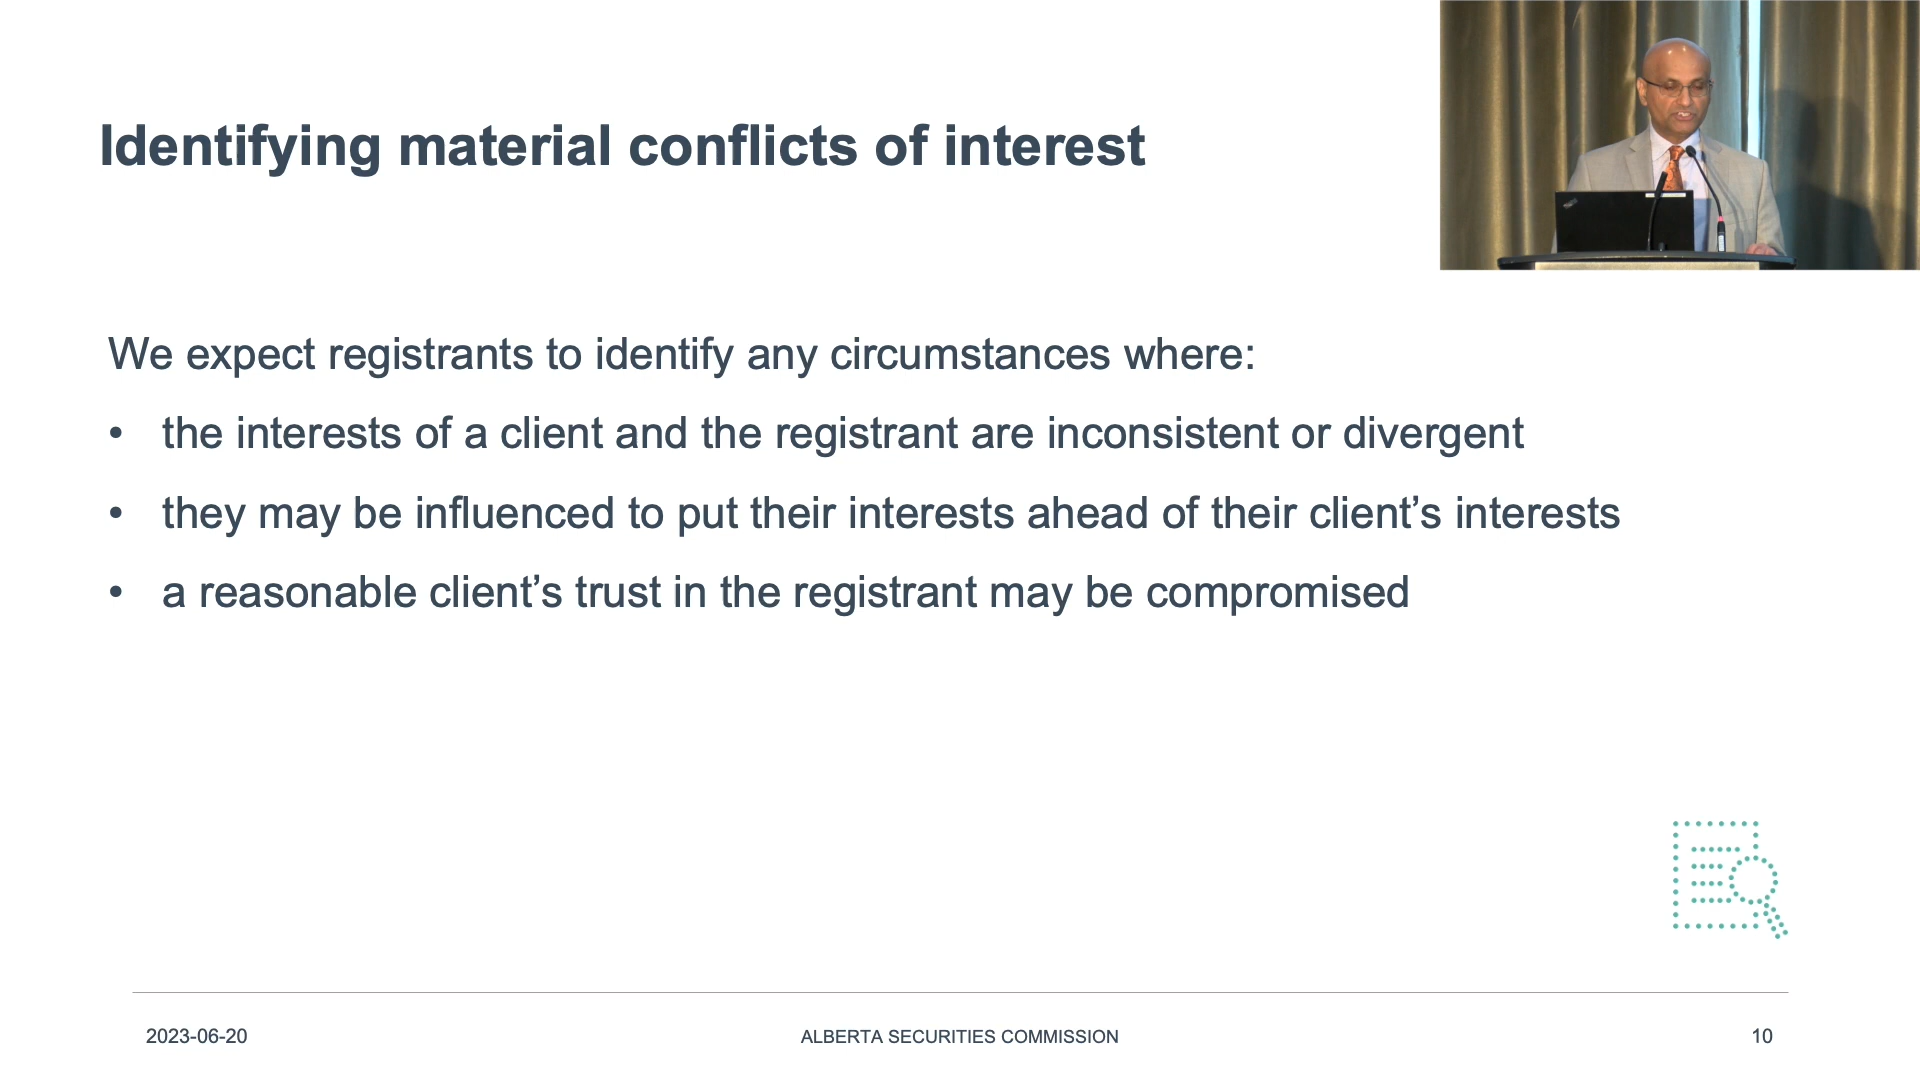 Identifying material conflicts of interest
We expect registrants to identify any circumstances where:
• the interests of a client and the registrant are inconsistent or divergent
• they may be influenced to put their interests ahead of their client’s interests
• a reasonable client’s trust in the registrant may be compromised
2023-06-20
ALBERTA SECURITIES COMMISSION
10